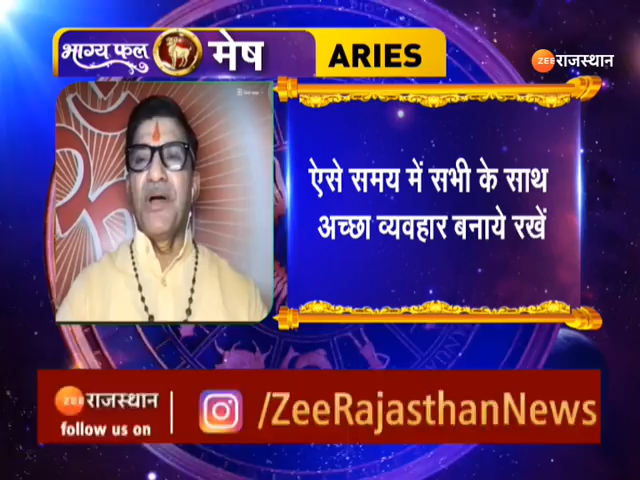 भाग्य फल मेष ARIES
ZEE राजस्थान
ऐसे समय में सभी के साथ
अच्छा व्यवहार बनाये रखें
ZEE राजस्थान
follow us on
/ZeeRajasthanNews